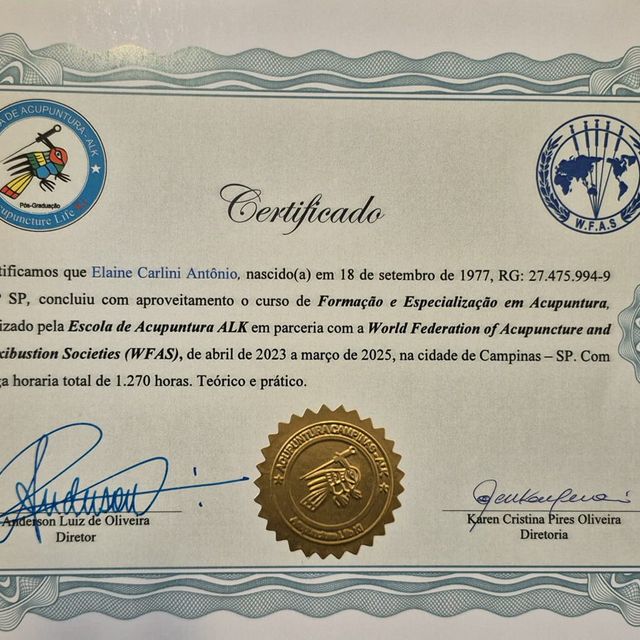 A DE ACUPUNTURA - ALK
Pós-Graduação
cupuncture Life
W.F.A.S
Certificado
tificamos que Elaine Carlini Antônio, nascido(a) em 18 de setembro de 1977, RG: 27.475.994-9
SP, concluiu com aproveitamento o curso de Formação e Especialização em Acupuntura,
izado pela Escola de Acupuntura ALK em parceria com a World Federation of Acupuncture and
xibustion Societies (WFAS), de abril de 2023 a março de 2025, na cidade de Campinas – SP. Com
a horaria total de 1.270 horas. Teórico e prático.
ACUPUNTURA CAMPINAS - ALK
Anderson
Anderson Luiz de Oliveira
Diretor
Karen Cristina Pires Oliveira
Diretoria